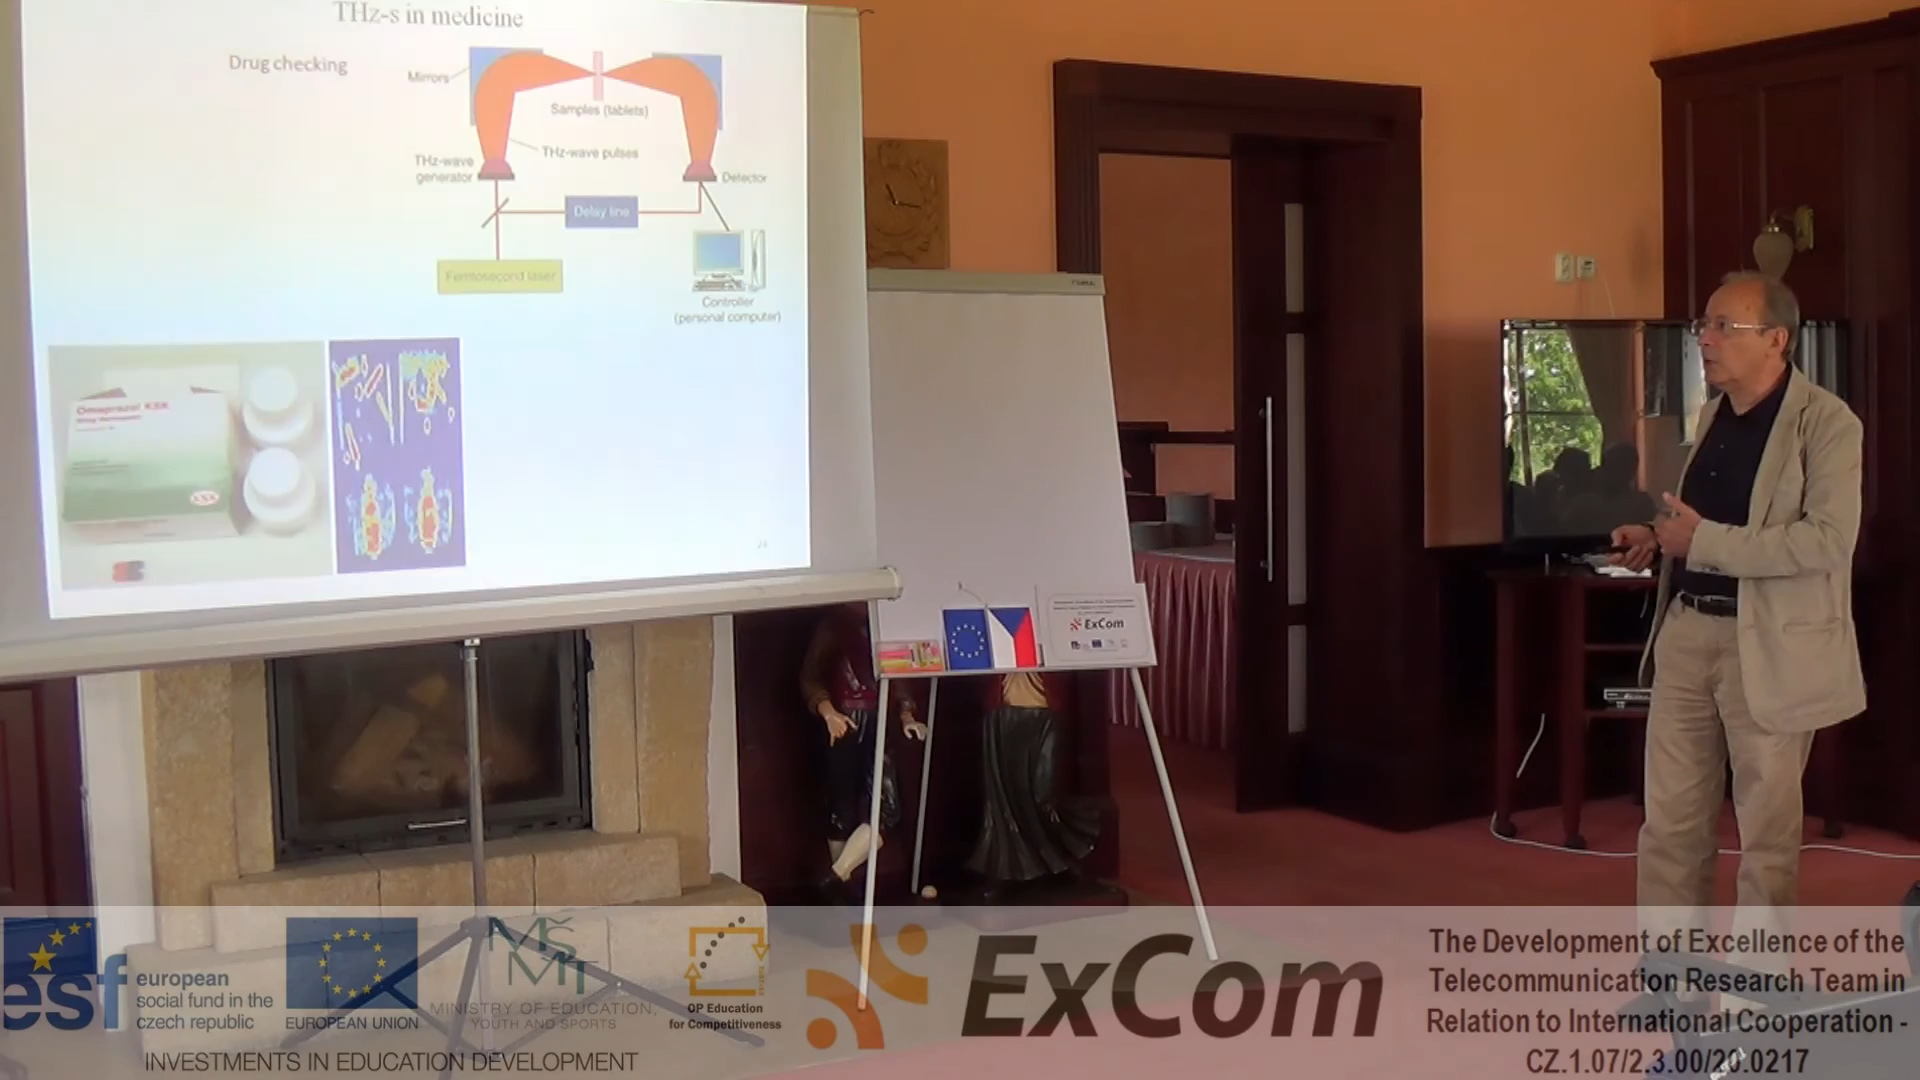 THz-s in medicine
Drug checking
Mirrors
Samples (tablets)
THz-wave pulses
THz-wave
generator
Detector
Delay line
Femtosecond laser
Controller
(personal computer)
ExCom
esf
european
social fund in the
czech republic
EUROPEAN UNION
MŠ
MT
MINISTRY OF EDUCATION,
YOUTH AND SPORTS
OP Education
for Competitiveness
INVESTMENTS IN EDUCATION DEVELOPMENT
ExCom
The Development of Excellence of the
Telecommunication Research Team in
Relation to International Cooperation -
CZ.1.07/2.3.00/20.0217